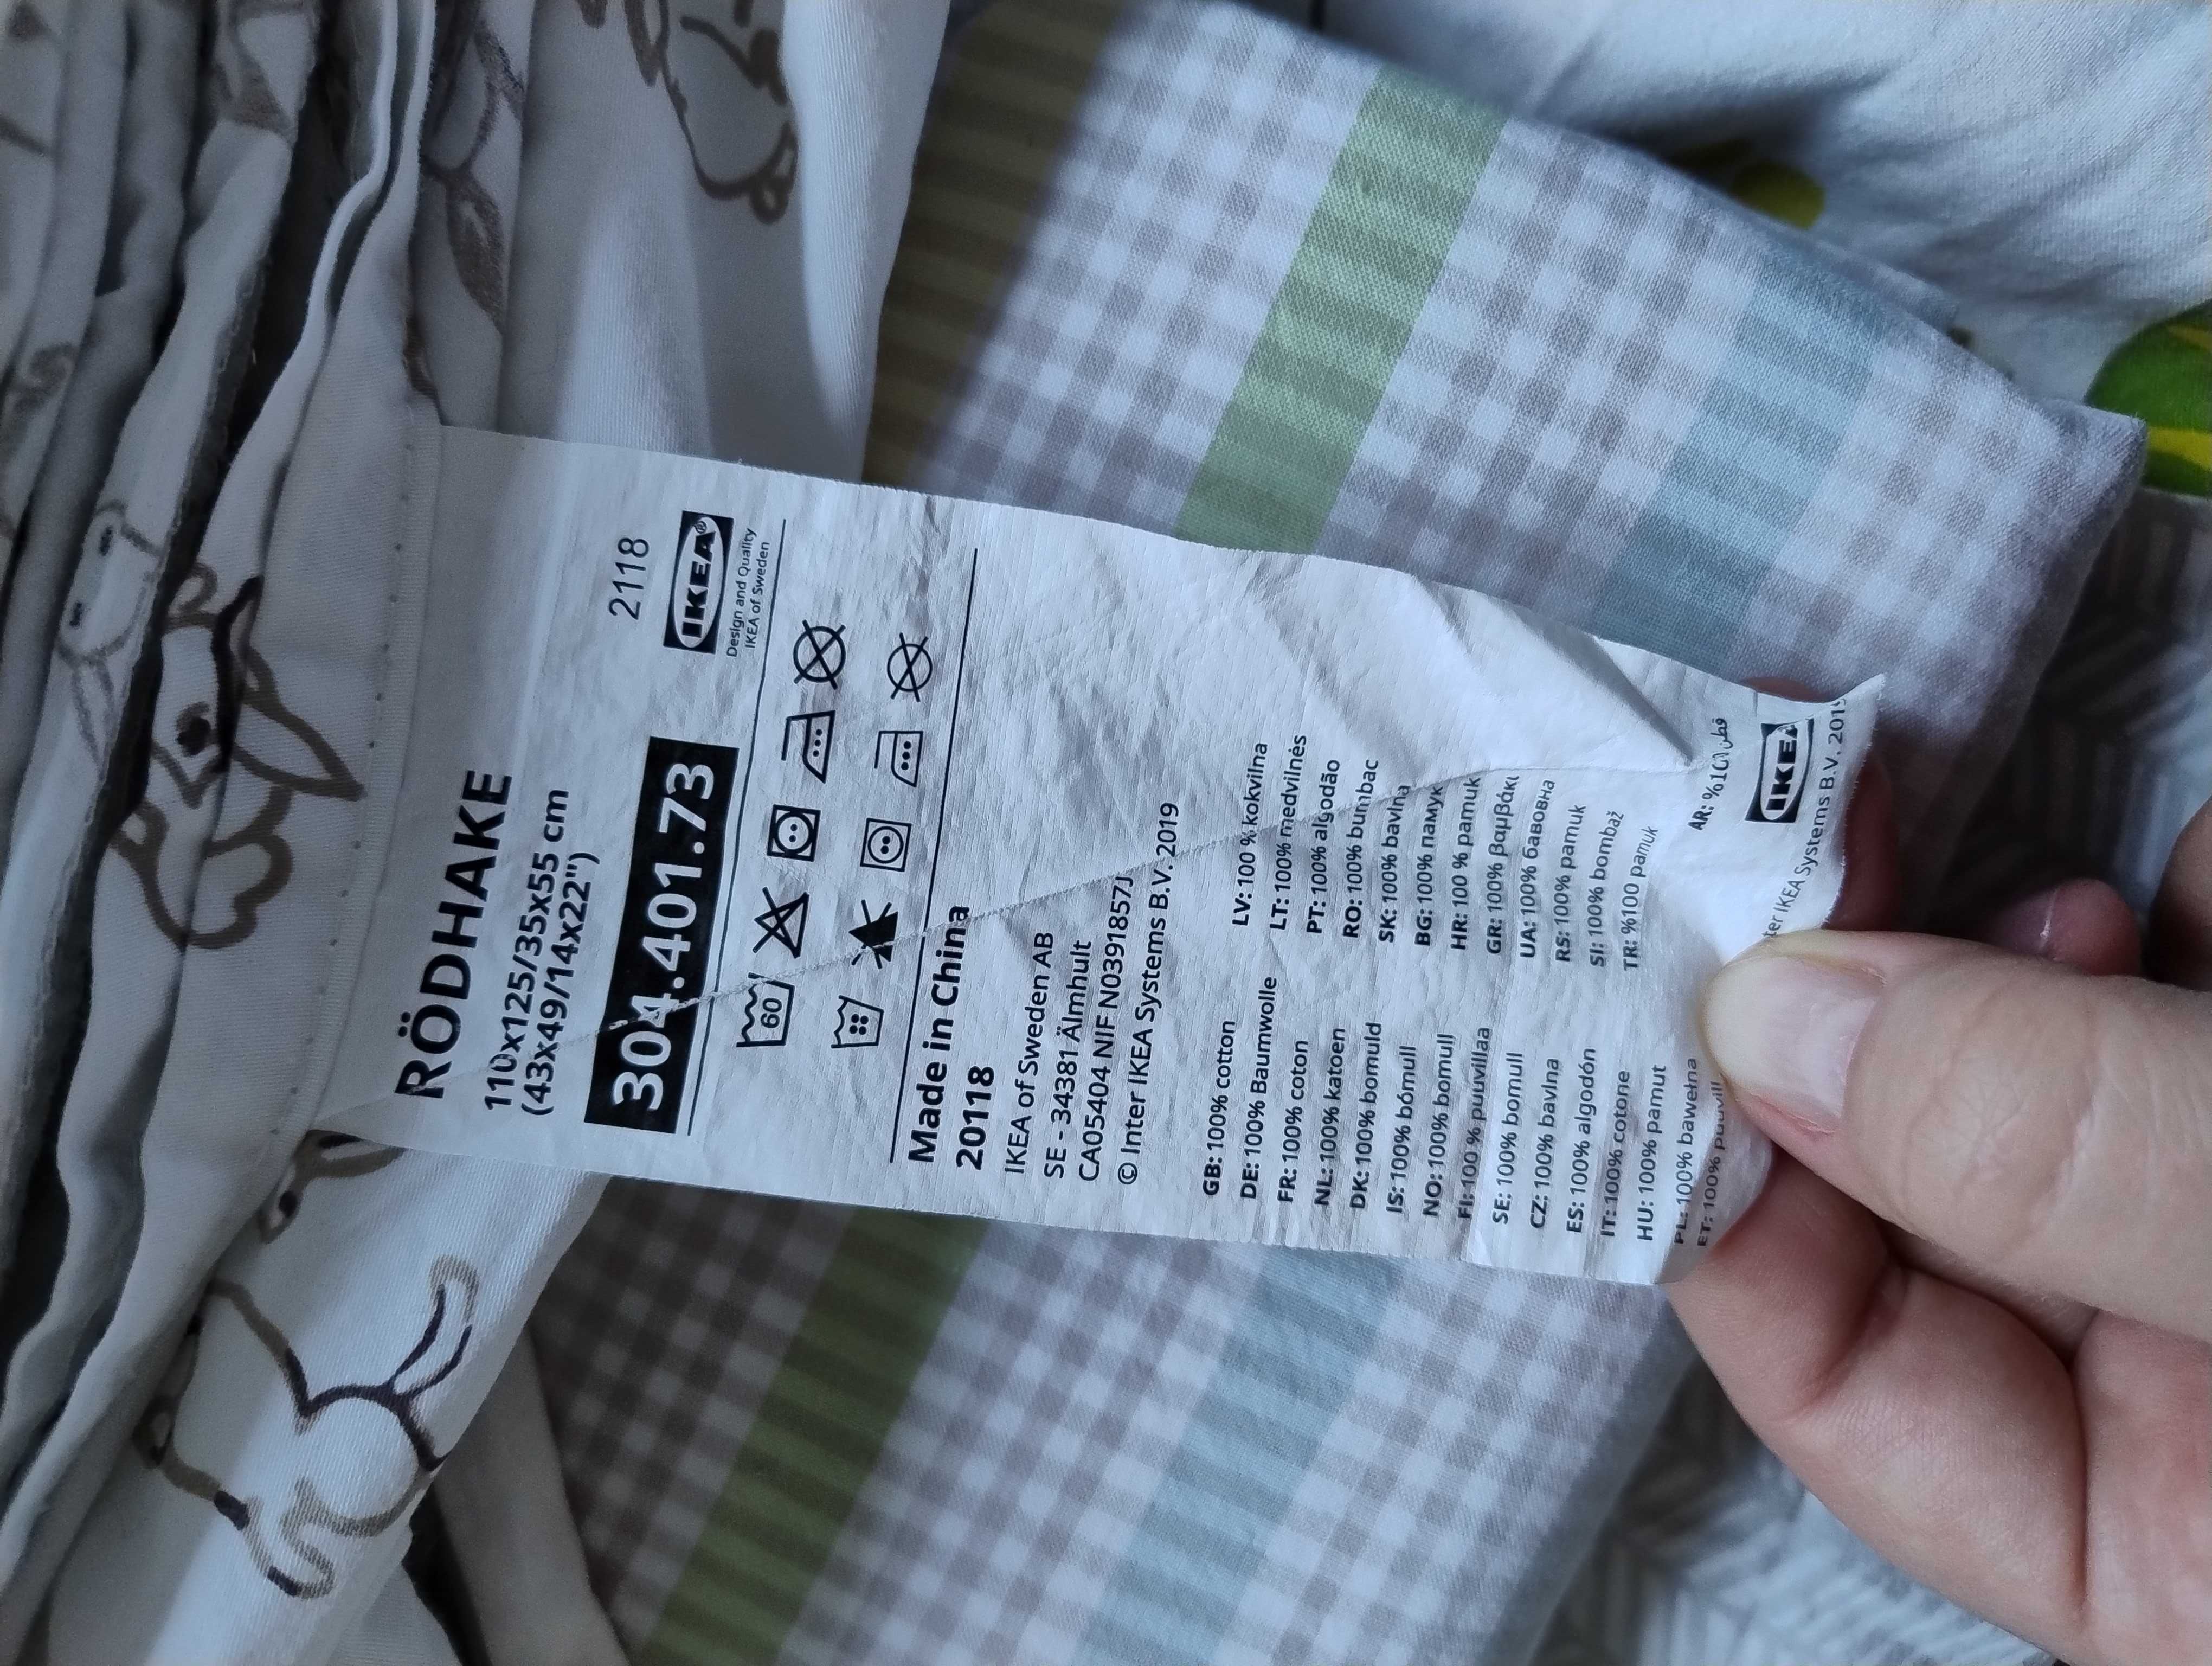 RÖDHAKE
110x125/35x55 cm
(43x49/14x22")
2118
304.401.73
IKEA®
Design and Quality
IKEA of Sweden
60
Made in China
20118
IKEA of Sweden AB
SE - 34381 Älmhult
CA05404 NIF N0391857J
© Inter IKEA Systems B.V. 2019
GB: 100% cotton
DE: 100% Baumwolle
FR: 100% coton
NL: 100% katoen
DK: 100% bomuld
IS: 100% bómull
NO: 100% bomull
FI: 100 % puuvillaa
SE: 100% bomull
CZ: 100% bavlna
ES: 100% algodón
IT: 100% cotone
HU: 100% pamut
PL: 100% bawełna
ET: 100% puuvill
LV: 100 % kokvilna
LT: 100% medvilnės
PT: 100% algodão
RO: 100% bumbac
SK: 100% bavlna
BG: 100% памук
HR: 100 % pamuk
GR: 100% βαμβάκι
UA: 100% бавовна
RS: 100% pamuk
SI: 100% bombaž
TR: %100 pamuk
AR: %100 قطن
IKEA
ter IKEA Systems B.V. 2019